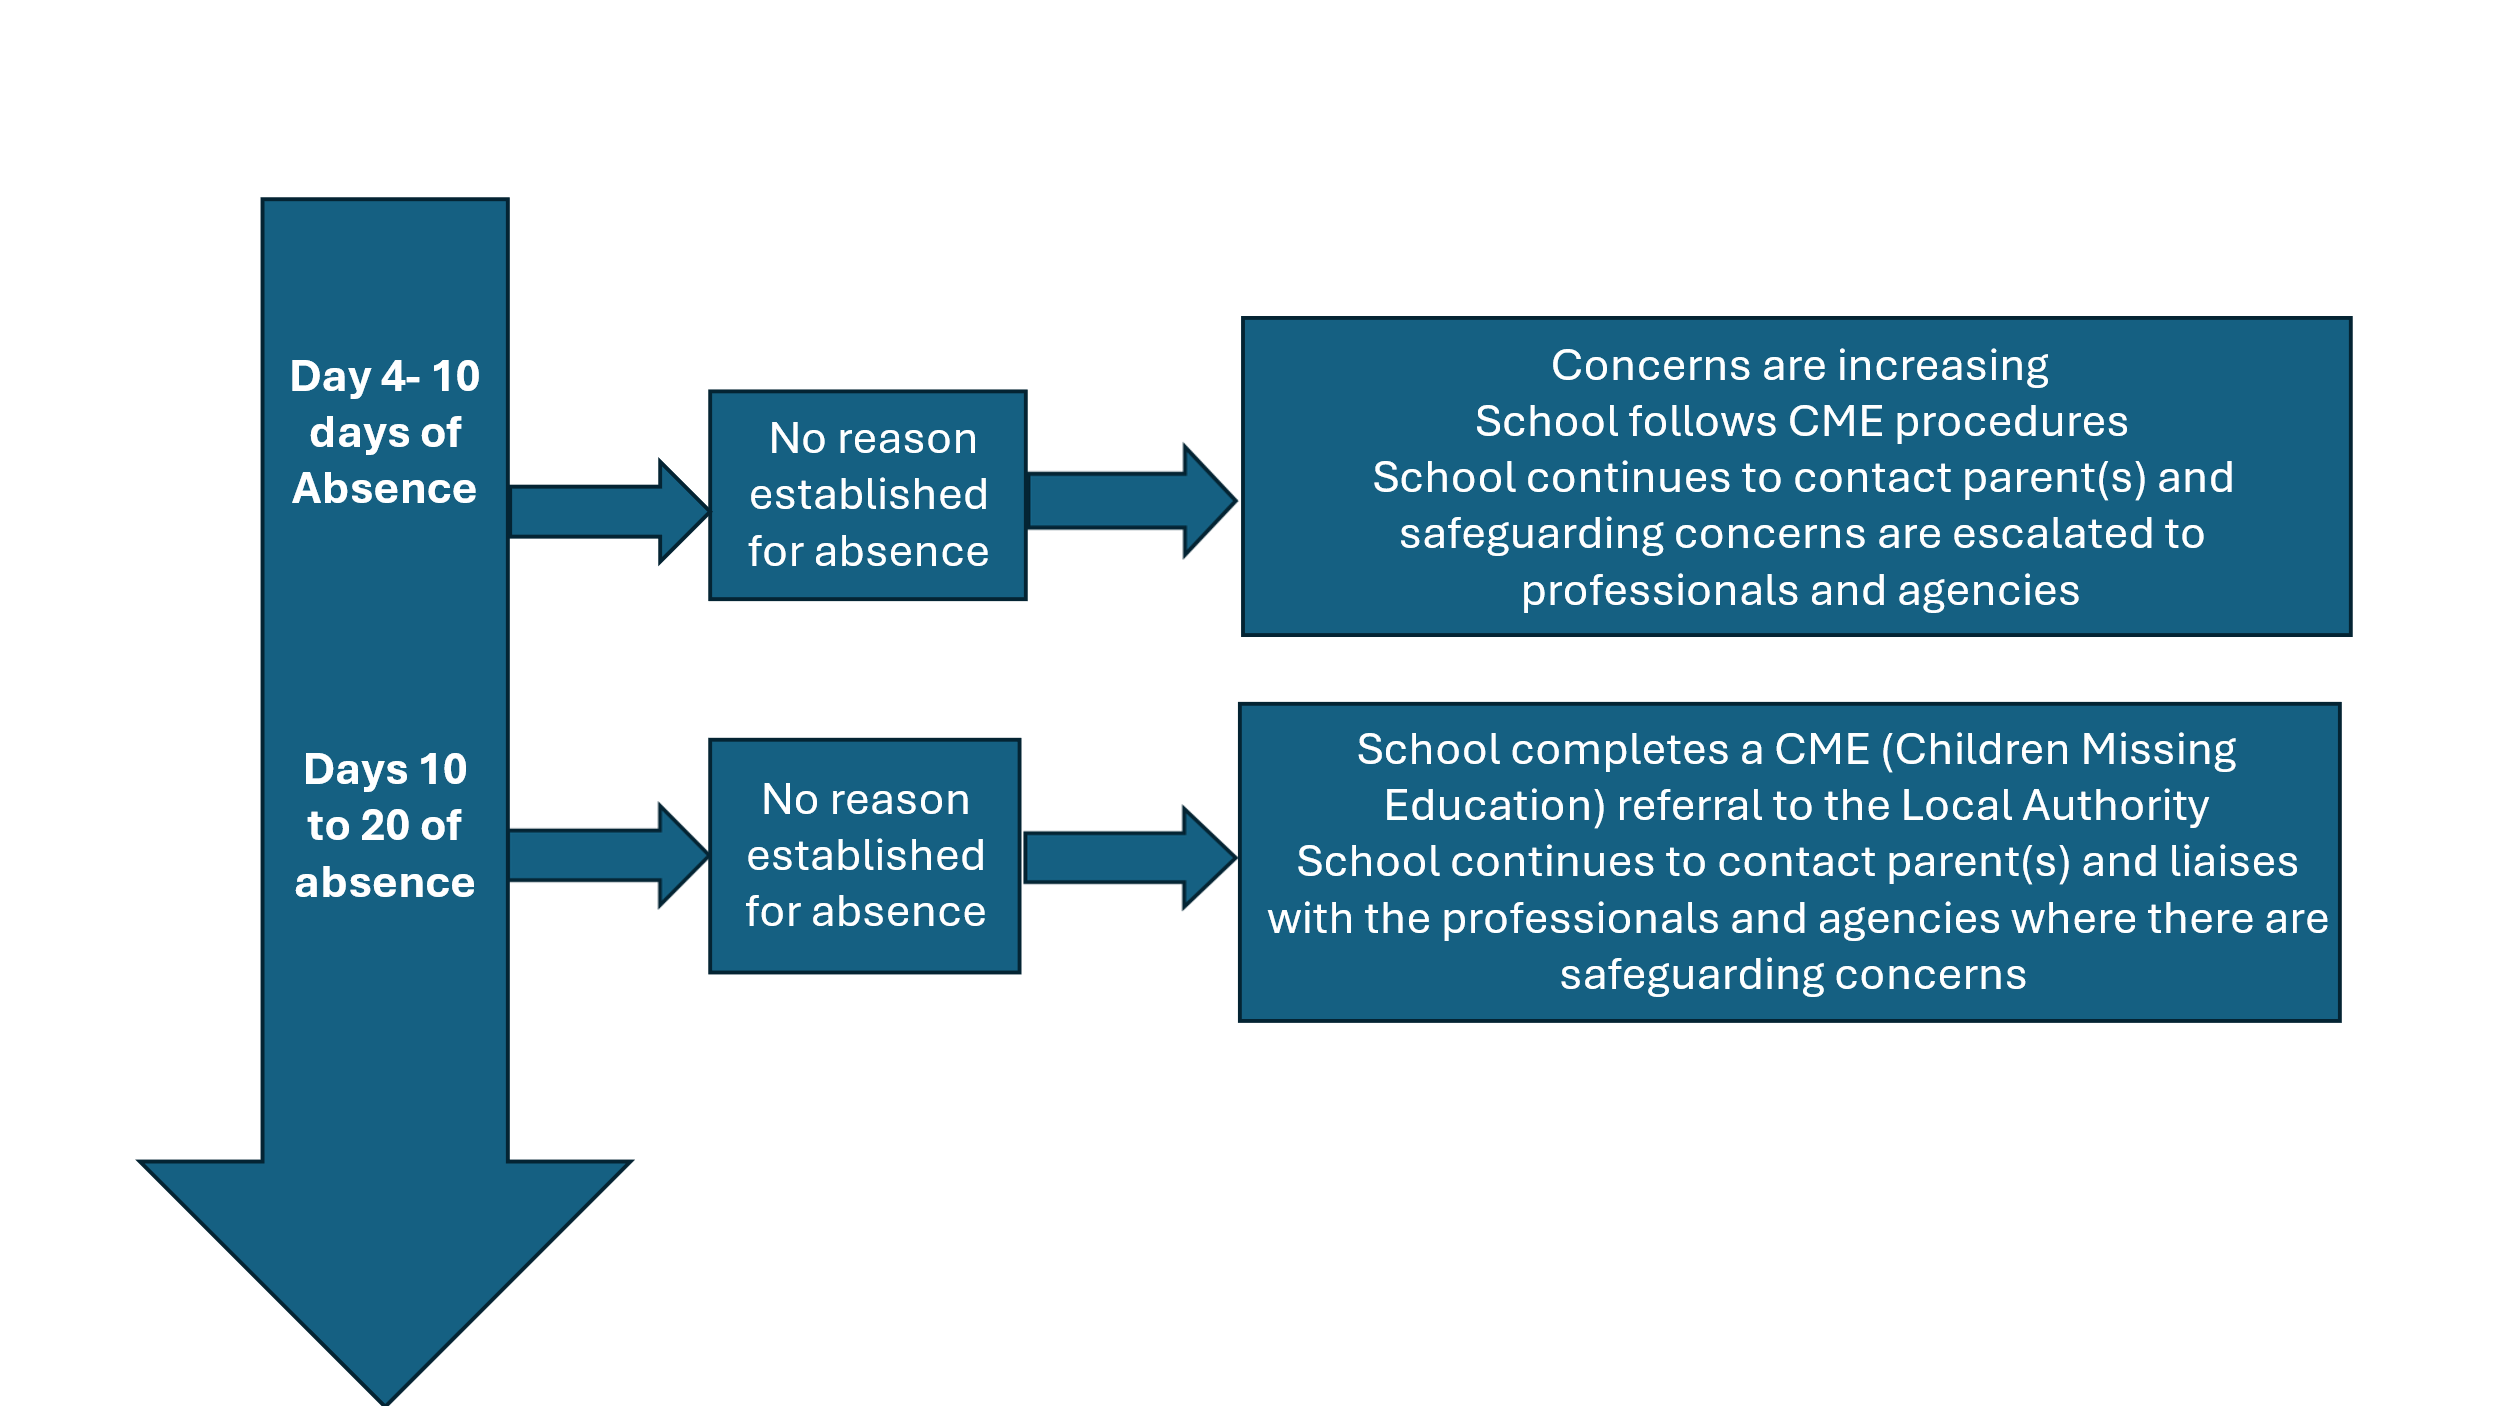 Day 4- 10
days of
Absence
No reason
established
for absence
Concerns are increasing
School follows CME procedures
School continues to contact parent(s) and
safeguarding concerns are escalated to
professionals and agencies
Days 10
to 20 of
absence
No reason
established
for absence
School completes a CME (Children Missing
Education) referral to the Local Authority
School continues to contact parent(s) and liaises
with the professionals and agencies where there are
safeguarding concerns